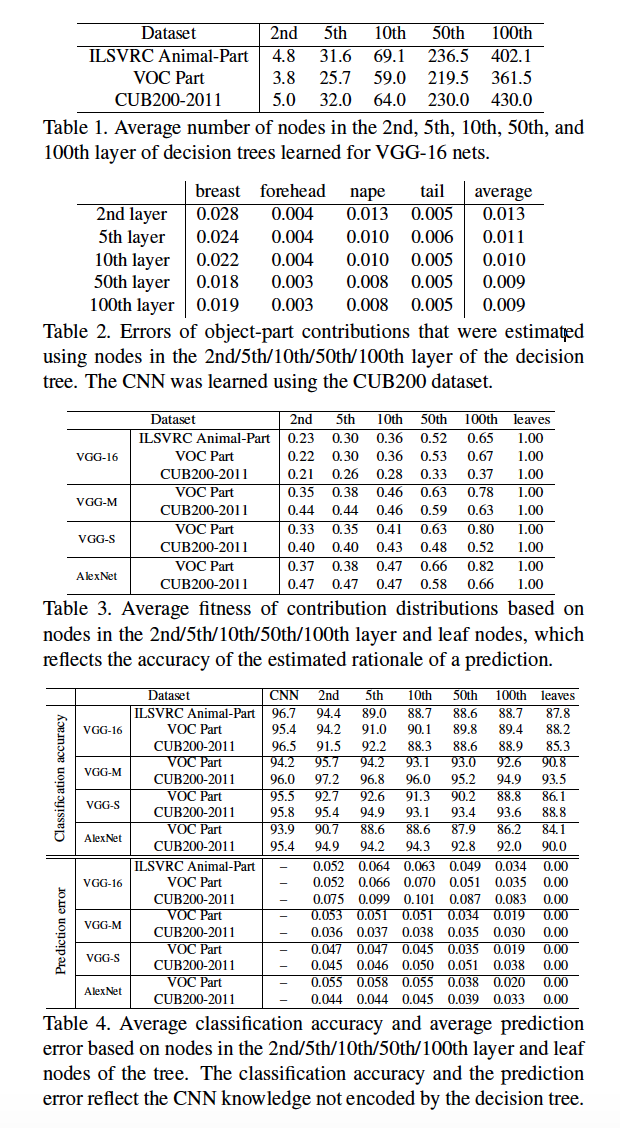 Dataset 2nd 5th 10th 50th 100th
ILSVRC Animal-Part 4.8 31.6 69.1 236.5 402.1
VOC Part 3.8 25.7 59.0 219.5 361.5
CUB200-2011 5.0 32.0 64.0 230.0 430.0
Table 1. Average number of nodes in the 2nd, 5th, 10th, 50th, and
100th layer of decision trees learned for VGG-16 nets.
breast forehead nape tail average
2nd layer 0.028 0.004 0.013 0.005 0.013
5th layer 0.024 0.004 0.010 0.006 0.011
10th layer 0.022 0.004 0.010 0.005 0.010
50th layer 0.018 0.003 0.008 0.005 0.009
100th layer 0.019 0.003 0.008 0.005 0.009
Table 2. Errors of object-part contributions that were estimated
using nodes in the 2nd/5th/10th/50th/100th layer of the decision
tree. The CNN was learned using the CUB200 dataset.
Dataset 2nd 5th 10th 50th 100th leaves
VGG-16 ILSVRC Animal-Part 0.23 0.30 0.36 0.52 0.65 1.00
VOC Part 0.22 0.30 0.36 0.53 0.67 1.00
CUB200-2011 0.21 0.26 0.28 0.33 0.37 1.00
VGG-M VOC Part 0.35 0.38 0.46 0.63 0.78 1.00
CUB200-2011 0.44 0.44 0.46 0.59 0.63 1.00
VGG-S VOC Part 0.33 0.35 0.41 0.63 0.80 1.00
CUB200-2011 0.40 0.40 0.43 0.48 0.52 1.00
AlexNet VOC Part 0.37 0.38 0.47 0.66 0.82 1.00
CUB200-2011 0.47 0.47 0.47 0.58 0.66 1.00
Table 3. Average fitness of contribution distributions based on
nodes in the 2nd/5th/10th/50th/100th layer and leaf nodes, which
reflects the accuracy of the estimated rationale of a prediction.
Dataset CNN 2nd 5th 10th 50th 100th leaves
Classification accuracy
VGG-16 ILSVRC Animal-Part 96.7 94.4 89.0 88.7 88.6 88.7 87.8
VOC Part 95.4 94.2 91.0 90.1 89.8 89.4 88.2
CUB200-2011 96.5 91.5 92.2 88.3 88.6 88.9 85.3
VGG-M VOC Part 94.2 95.7 94.2 93.1 93.0 92.6 90.8
CUB200-2011 96.0 97.2 96.8 96.0 95.2 94.9 93.5
VGG-S VOC Part 95.5 92.7 92.6 91.3 90.2 88.8 86.1
CUB200-2011 95.8 95.4 94.9 93.1 93.4 93.6 88.8
AlexNet VOC Part 93.9 90.7 88.6 88.6 87.9 86.2 84.1
CUB200-2011 95.4 94.9 94.2 94.3 92.8 92.0 90.0
Prediction error
VGG-16 ILSVRC Animal-Part – 0.052 0.064 0.063 0.049 0.034 0.00
VOC Part – 0.052 0.066 0.070 0.051 0.035 0.00
CUB200-2011 – 0.075 0.099 0.101 0.087 0.083 0.00
VGG-M VOC Part – 0.053 0.051 0.051 0.034 0.019 0.00
CUB200-2011 – 0.036 0.037 0.038 0.035 0.030 0.00
VGG-S VOC Part – 0.047 0.047 0.045 0.035 0.019 0.00
CUB200-2011 – 0.045 0.046 0.050 0.051 0.038 0.00
AlexNet VOC Part – 0.055 0.058 0.055 0.038 0.020 0.00
CUB200-2011 – 0.044 0.044 0.045 0.039 0.033 0.00
Table 4. Average classification accuracy and average prediction
error based on nodes in the 2nd/5th/10th/50th/100th layer and leaf
nodes of the tree. The classification accuracy and the prediction
error reflect the CNN knowledge not encoded by the decision tree.